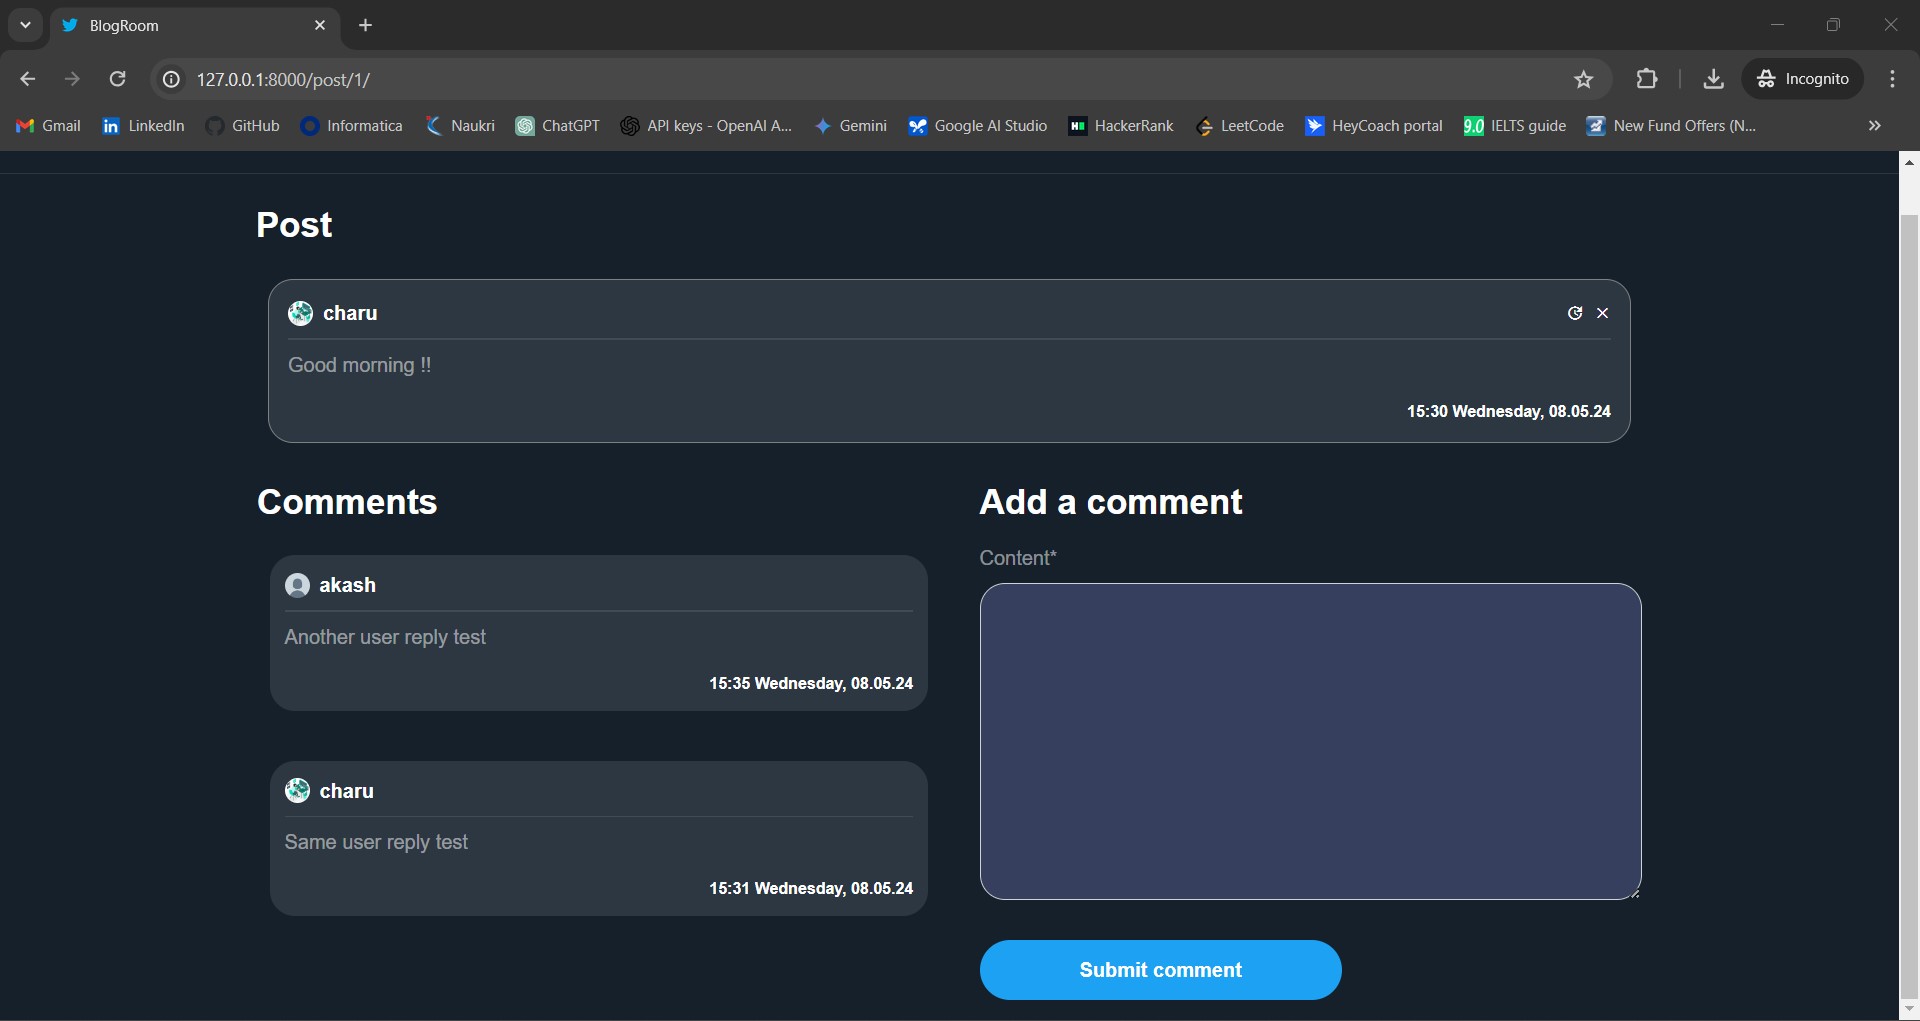 BlogRoom
127.0.0.1:8000/post/1/
Incognito
Gmail LinkedIn GitHub Informatica Naukri ChatGPT API keys - OpenAI A... Gemini Google AI Studio HackerRank LeetCode HeyCoach portal 9.0 IELTS guide New Fund Offers (N...
Post
charu
Good morning !!
15:30 Wednesday, 08.05.24
Comments
akash
Another user reply test
15:35 Wednesday, 08.05.24
charu
Same user reply test
15:31 Wednesday, 08.05.24
Add a comment
Content*
Submit comment